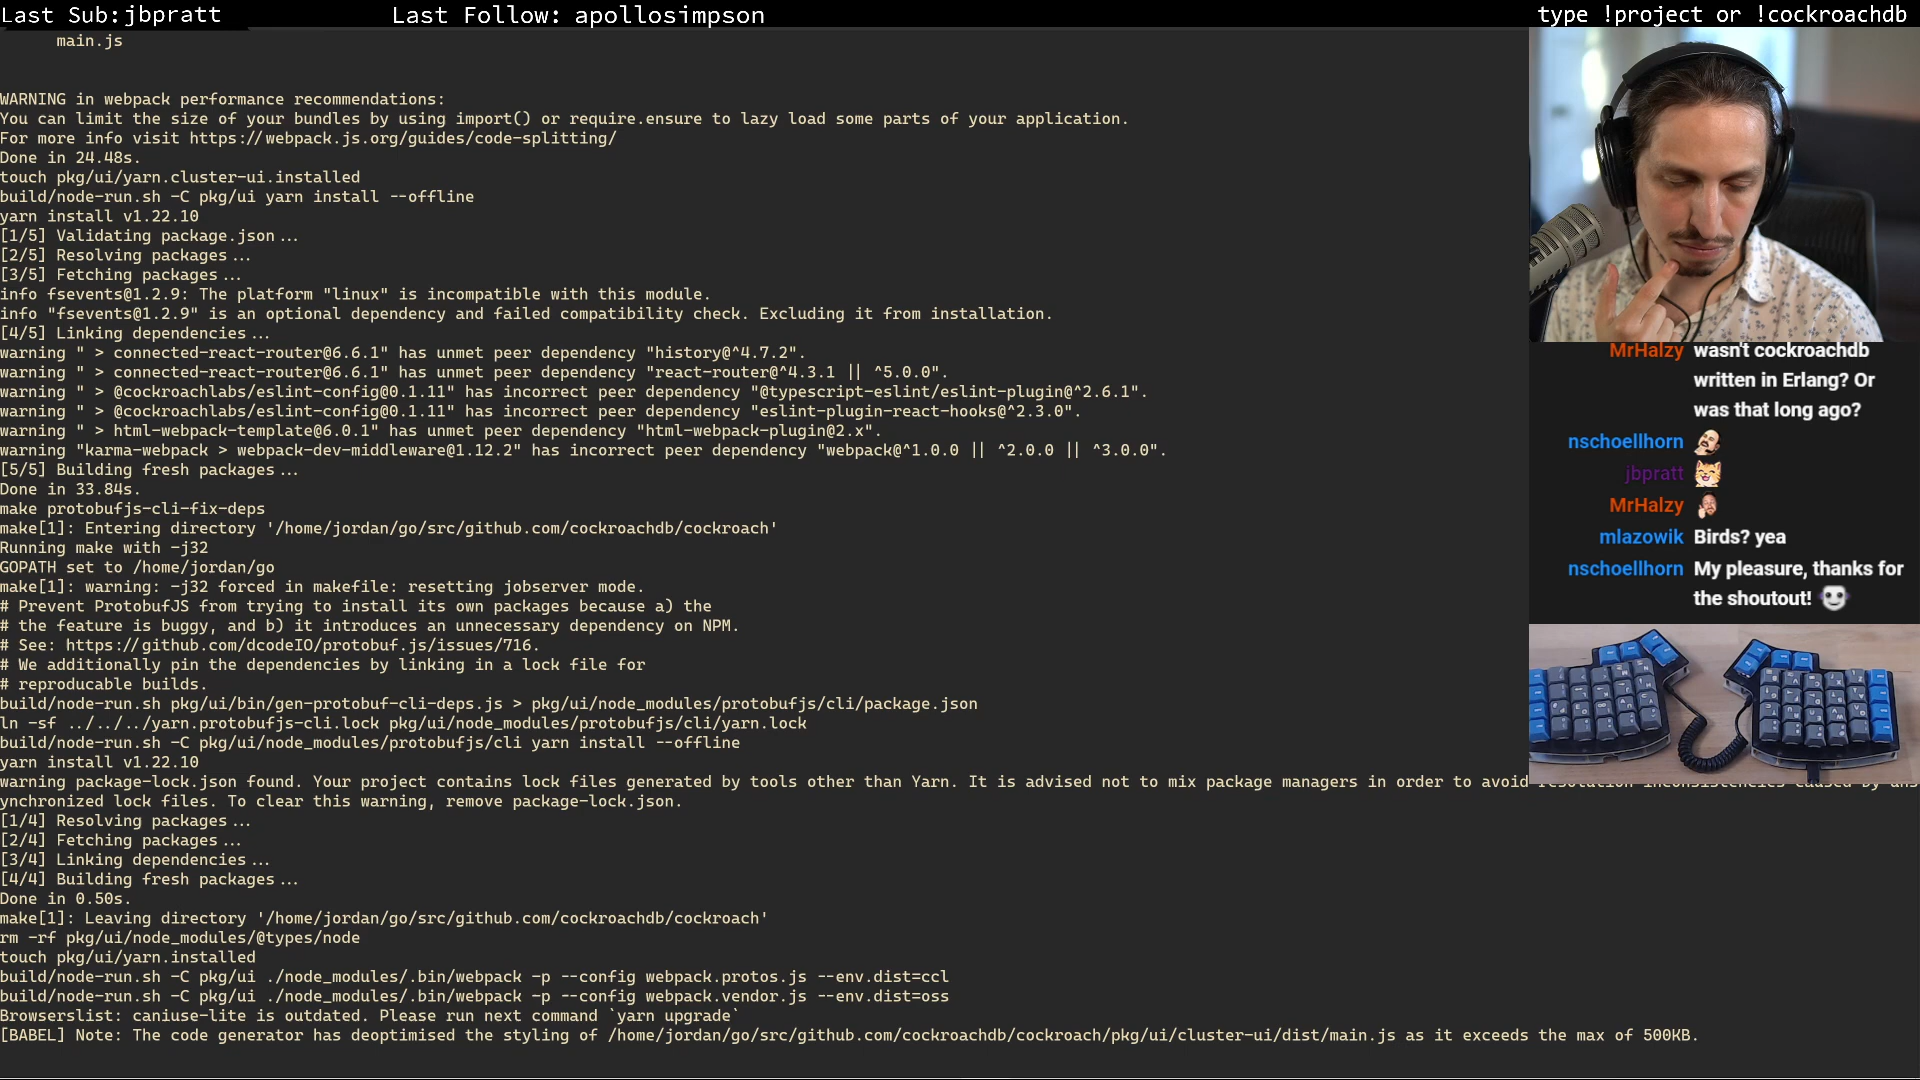 Last Sub:jbpratt
Last Follow: apollosimpson
type !project or !cockroachdb
main.js
WARNING in webpack performance recommendations:
You can limit the size of your bundles by using import() or require.ensure to lazy load some parts of your application.
For more info visit https://webpack.js.org/guides/code-splitting/
Done in 24.48s.
touch pkg/ui/yarn.cluster-ui.installed
build/node-run.sh -C pkg/ui yarn install --offline
yarn install v1.22.10
[1/5] Validating package.json...
[2/5] Resolving packages...
[3/5] Fetching packages...
info fsevents@1.2.9: The platform "linux" is incompatible with this module.
info "fsevents@1.2.9" is an optional dependency and failed compatibility check. Excluding it from installation.
[4/5] Linking dependencies...
warning " > connected-react-router@6.6.1" has unmet peer dependency "history@^4.7.2".
warning " > connected-react-router@6.6.1" has unmet peer dependency "react-router@^4.3.1 || ^5.0.0".
warning " > @cockroachlabs/eslint-config@0.1.11" has incorrect peer dependency "@typescript-eslint/eslint-plugin@^2.6.1".
warning " > @cockroachlabs/eslint-config@0.1.11" has incorrect peer dependency "eslint-plugin-react-hooks@^2.3.0".
warning " > html-webpack-template@6.0.1" has unmet peer dependency "html-webpack-plugin@2.x".
warning "karma-webpack > webpack-dev-middleware@1.12.2" has incorrect peer dependency "webpack@^1.0.0 || ^2.0.0 || ^3.0.0".
[5/5] Building fresh packages...
Done in 33.84s.
make protobufjs-cli-fix-deps
make[1]: Entering directory '/home/jordan/go/src/github.com/cockroachdb/cockroach'
Running make with -j32
GOPATH set to /home/jordan/go
make[1]: warning: -j32 forced in makefile: resetting jobserver mode.
# Prevent ProtobufJS from trying to install its own packages because a) the
# the feature is buggy, and b) it introduces an unnecessary dependency on NPM.
# See: https://github.com/dcodeIO/protobuf.js/issues/716.
# We additionally pin the dependencies by linking in a lock file for
# reproducable builds.
build/node-run.sh pkg/ui/bin/gen-protobuf-cli-deps.js > pkg/ui/node_modules/protobufjs/cli/package.json
ln -sf ../../../yarn.protobufjs-cli.lock pkg/ui/node_modules/protobufjs/cli/yarn.lock
build/node-run.sh -C pkg/ui/node_modules/protobufjs/cli yarn install --offline
yarn install v1.22.10
warning package-lock.json found. Your project contains lock files generated by tools other than Yarn. It is advised not to mix package managers in order to avoid resolution inconsistencies caused by uns
ynchronized lock files. To clear this warning, remove package-lock.json.
[1/4] Resolving packages...
[2/4] Fetching packages...
[3/4] Linking dependencies...
[4/4] Building fresh packages...
Done in 0.50s.
make[1]: Leaving directory '/home/jordan/go/src/github.com/cockroachdb/cockroach'
rm -rf pkg/ui/node_modules/@types/node
touch pkg/ui/yarn.installed
build/node-run.sh -C pkg/ui ./node_modules/.bin/webpack -p --config webpack.protos.js --env.dist=ccl
build/node-run.sh -C pkg/ui ./node_modules/.bin/webpack -p --config webpack.vendor.js --env.dist=oss
Browserslist: caniuse-lite is outdated. Please run next command `yarn upgrade`
[BABEL] Note: The code generator has deoptimised the styling of /home/jordan/go/src/github.com/cockroachdb/cockroach/pkg/ui/cluster-ui/dist/main.js as it exceeds the max of 500KB.
MrHalzy wasn't cockroachdb
written in Erlang? Or
was that long ago?
nschoellhorn
jbpratt
MrHalzy
mlazowik Birds? yea
nschoellhorn My pleasure, thanks for
the shoutout!